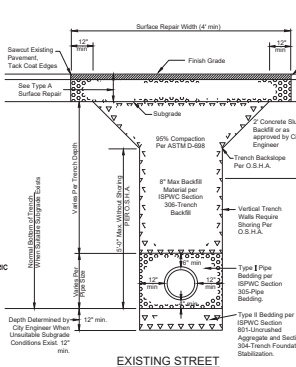 Surface Repair Width (4' min)
12"
min
12"
min
Sawcut Existing
Pavement,
Tack Coat Edges
Finish Grade
See Type A
Surface Repair
Subgrade
2' Concrete Slu
Backfill or as
approved by Ci
Engineer
95% Compaction
Per ASTM D-698
Trench Backslope
Per O.S.H.A.
Normal Bottom of Trench
When Suitable Subgrade Exists
Varies Per Trench Depth
5'-0" Max. Without Shoring
Per O.S.H.A.
8" Max Backfill
Material per
ISPWC Section
306-Trench
Backfill
Vertical Trench
Walls Require
Shoring Per
O.S.H.A.
RIC
Varies Per
Pipe Size
6" min
12"
min
12"
min
Type I Pipe
Bedding per
ISPWC Section
305-Pipe
Bedding.
Depth Determined by
City Engineer When
Unsuitable Subgrade
Conditions Exist. 12"
min.
12" min.
Type II Bedding per
ISPWC Section
801-Uncrushed
Aggregate and Secti
304-Trench Foundat
Stabilization.
EXISTING STREET